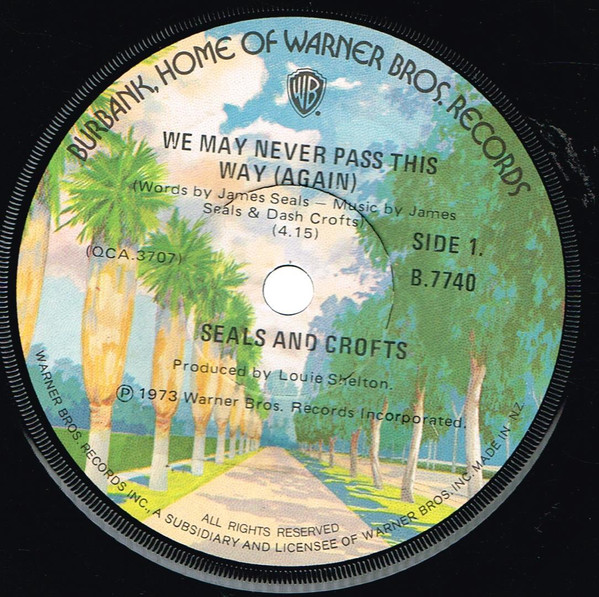 BURBANK, HOME OF WARNER BROS. RECORDS
WB
WE MAY NEVER PASS THIS
WAY (AGAIN)
(Words by James Seals — Music by James
Seals & Dash Crofts)
(4.15)
(QCA.3707)
SIDE 1.
B.7740
SEALS AND CROFTS
Produced by Louie Shelton.
Ⓟ 1973 Warner Bros. Records Incorporated.
ALL RIGHTS RESERVED
WARNER BROS. RECORDS INC., A SUBSIDIARY AND LICENSEE OF WARNER BROS. INC. MADE IN N.Z.